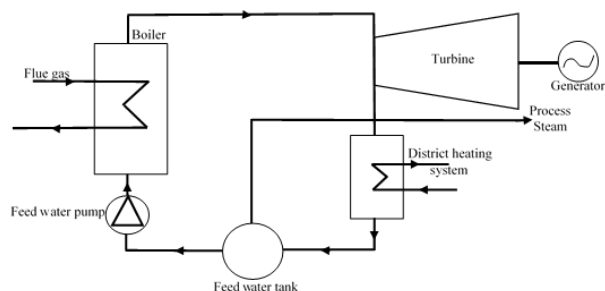 Boiler
Flue gas
Turbine
Generator
Process
Steam
District heating
system
Feed water pump
Feed water tank